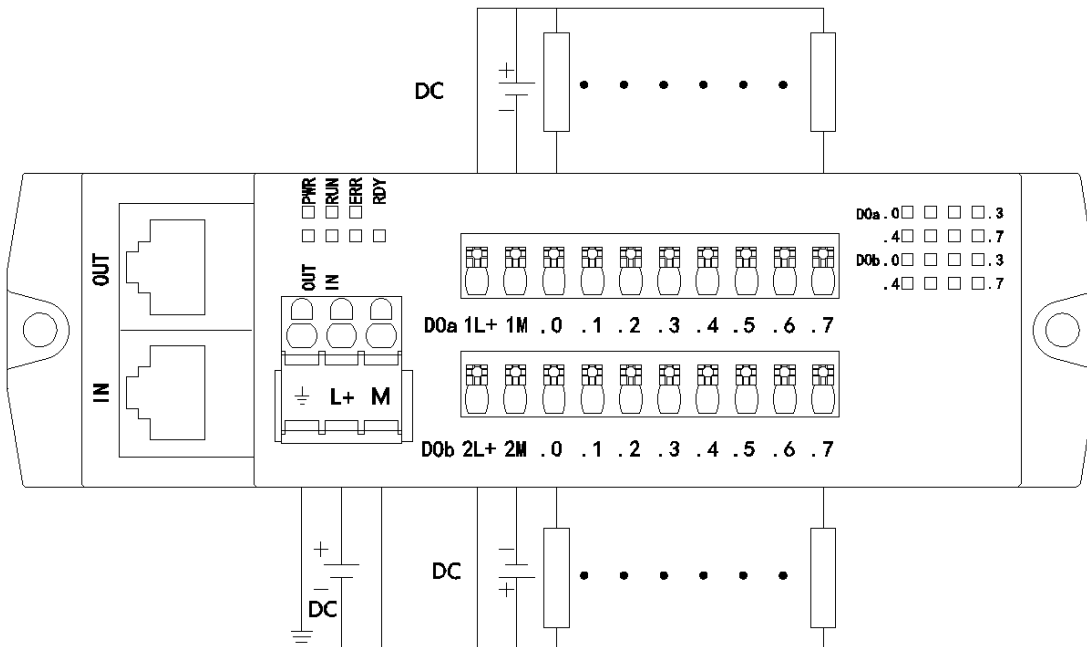 +
DC
−
PWR
RUN
ERR
RDY
OUT
IN
OUT
IN
DOa .0 .3
.4 .7
DOb .0 .3
.4 .7
DOa 1L+ 1M .0 .1 .2 .3 .4 .5 .6 .7
L+ M
DOb 2L+ 2M .0 .1 .2 .3 .4 .5 .6 .7
+
−
DC
−
DC
+